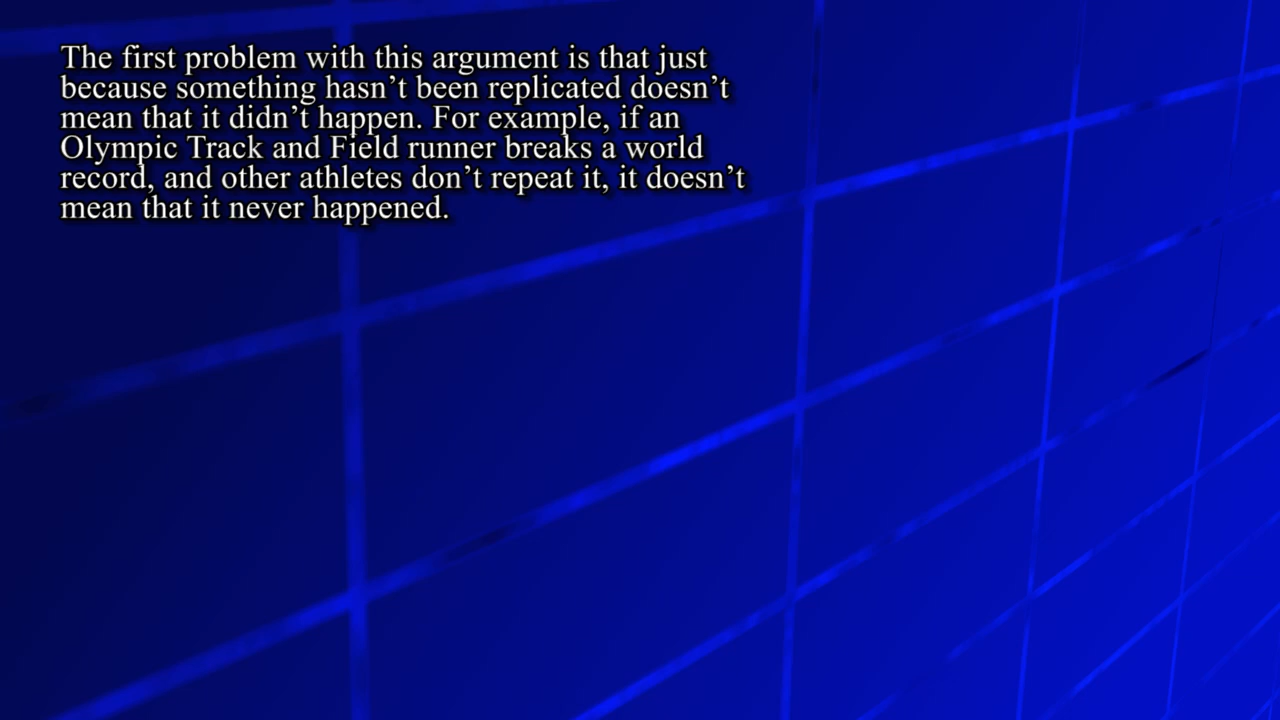 The first problem with this argument is that just
because something hasn’t been replicated doesn’t
mean that it didn’t happen. For example, if an
Olympic Track and Field runner breaks a world
record, and other athletes don’t repeat it, it doesn’t
mean that it never happened.